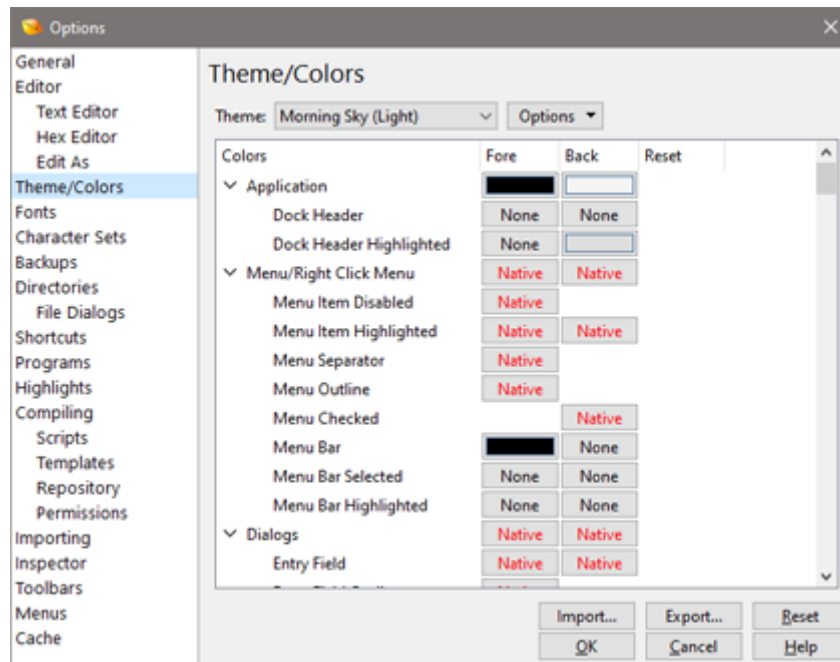 Options
General
Editor
Text Editor
Hex Editor
Edit As
Theme/Colors
Fonts
Character Sets
Backups
Directories
File Dialogs
Shortcuts
Programs
Highlights
Compiling
Scripts
Templates
Repository
Permissions
Importing
Inspector
Toolbars
Menus
Cache
Theme/Colors
Theme: Morning Sky (Light) Options
Colors Fore Back Reset
Application
Dock Header None None
Dock Header Highlighted None
Menu/Right Click Menu Native Native
Menu Item Disabled Native
Menu Item Highlighted Native Native
Menu Separator Native
Menu Outline Native
Menu Checked Native
Menu Bar None
Menu Bar Selected None None
Menu Bar Highlighted None None
Dialogs Native Native
Entry Field Native Native
Import... Export... Reset
OK Cancel Help